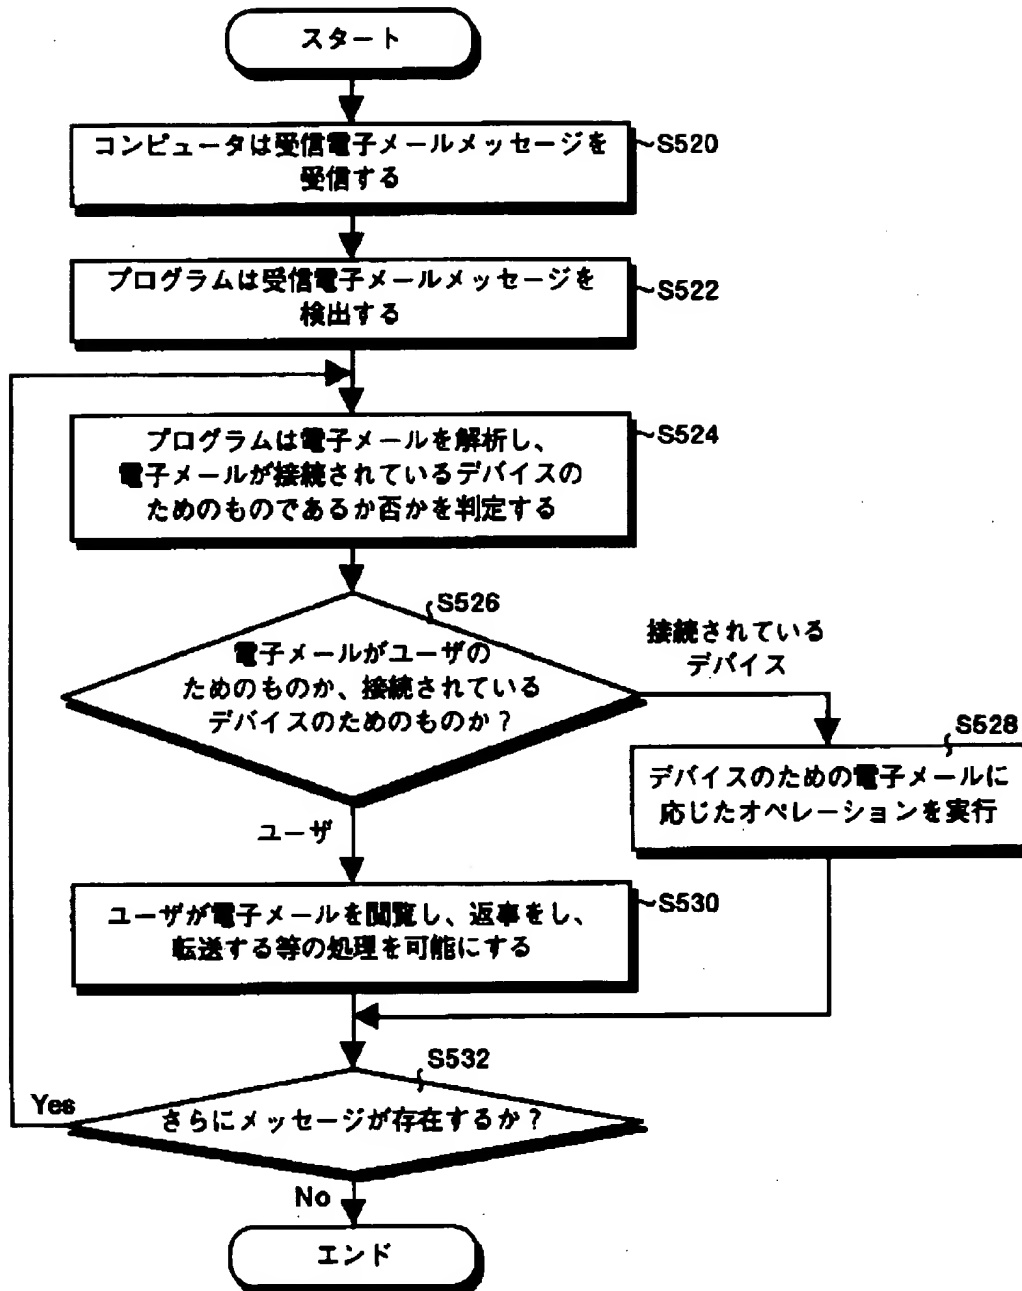 スタート
コンピュータは受信電子メールメッセージを
受信する
S520
プログラムは受信電子メールメッセージを
検出する
S522
プログラムは電子メールを解析し、
電子メールが接続されているデバイスの
ためのものであるか否かを判定する
S524
S526
電子メールがユーザの
ためのものか、接続されている
デバイスのためのものか?
接続されている
デバイス
S528
デバイスのための電子メールに
応じたオペレーションを実行
ユーザ
ユーザが電子メールを閲覧し、返事をし、
転送する等の処理を可能にする
S530
S532
さらにメッセージが存在するか?
Yes
No
エンド